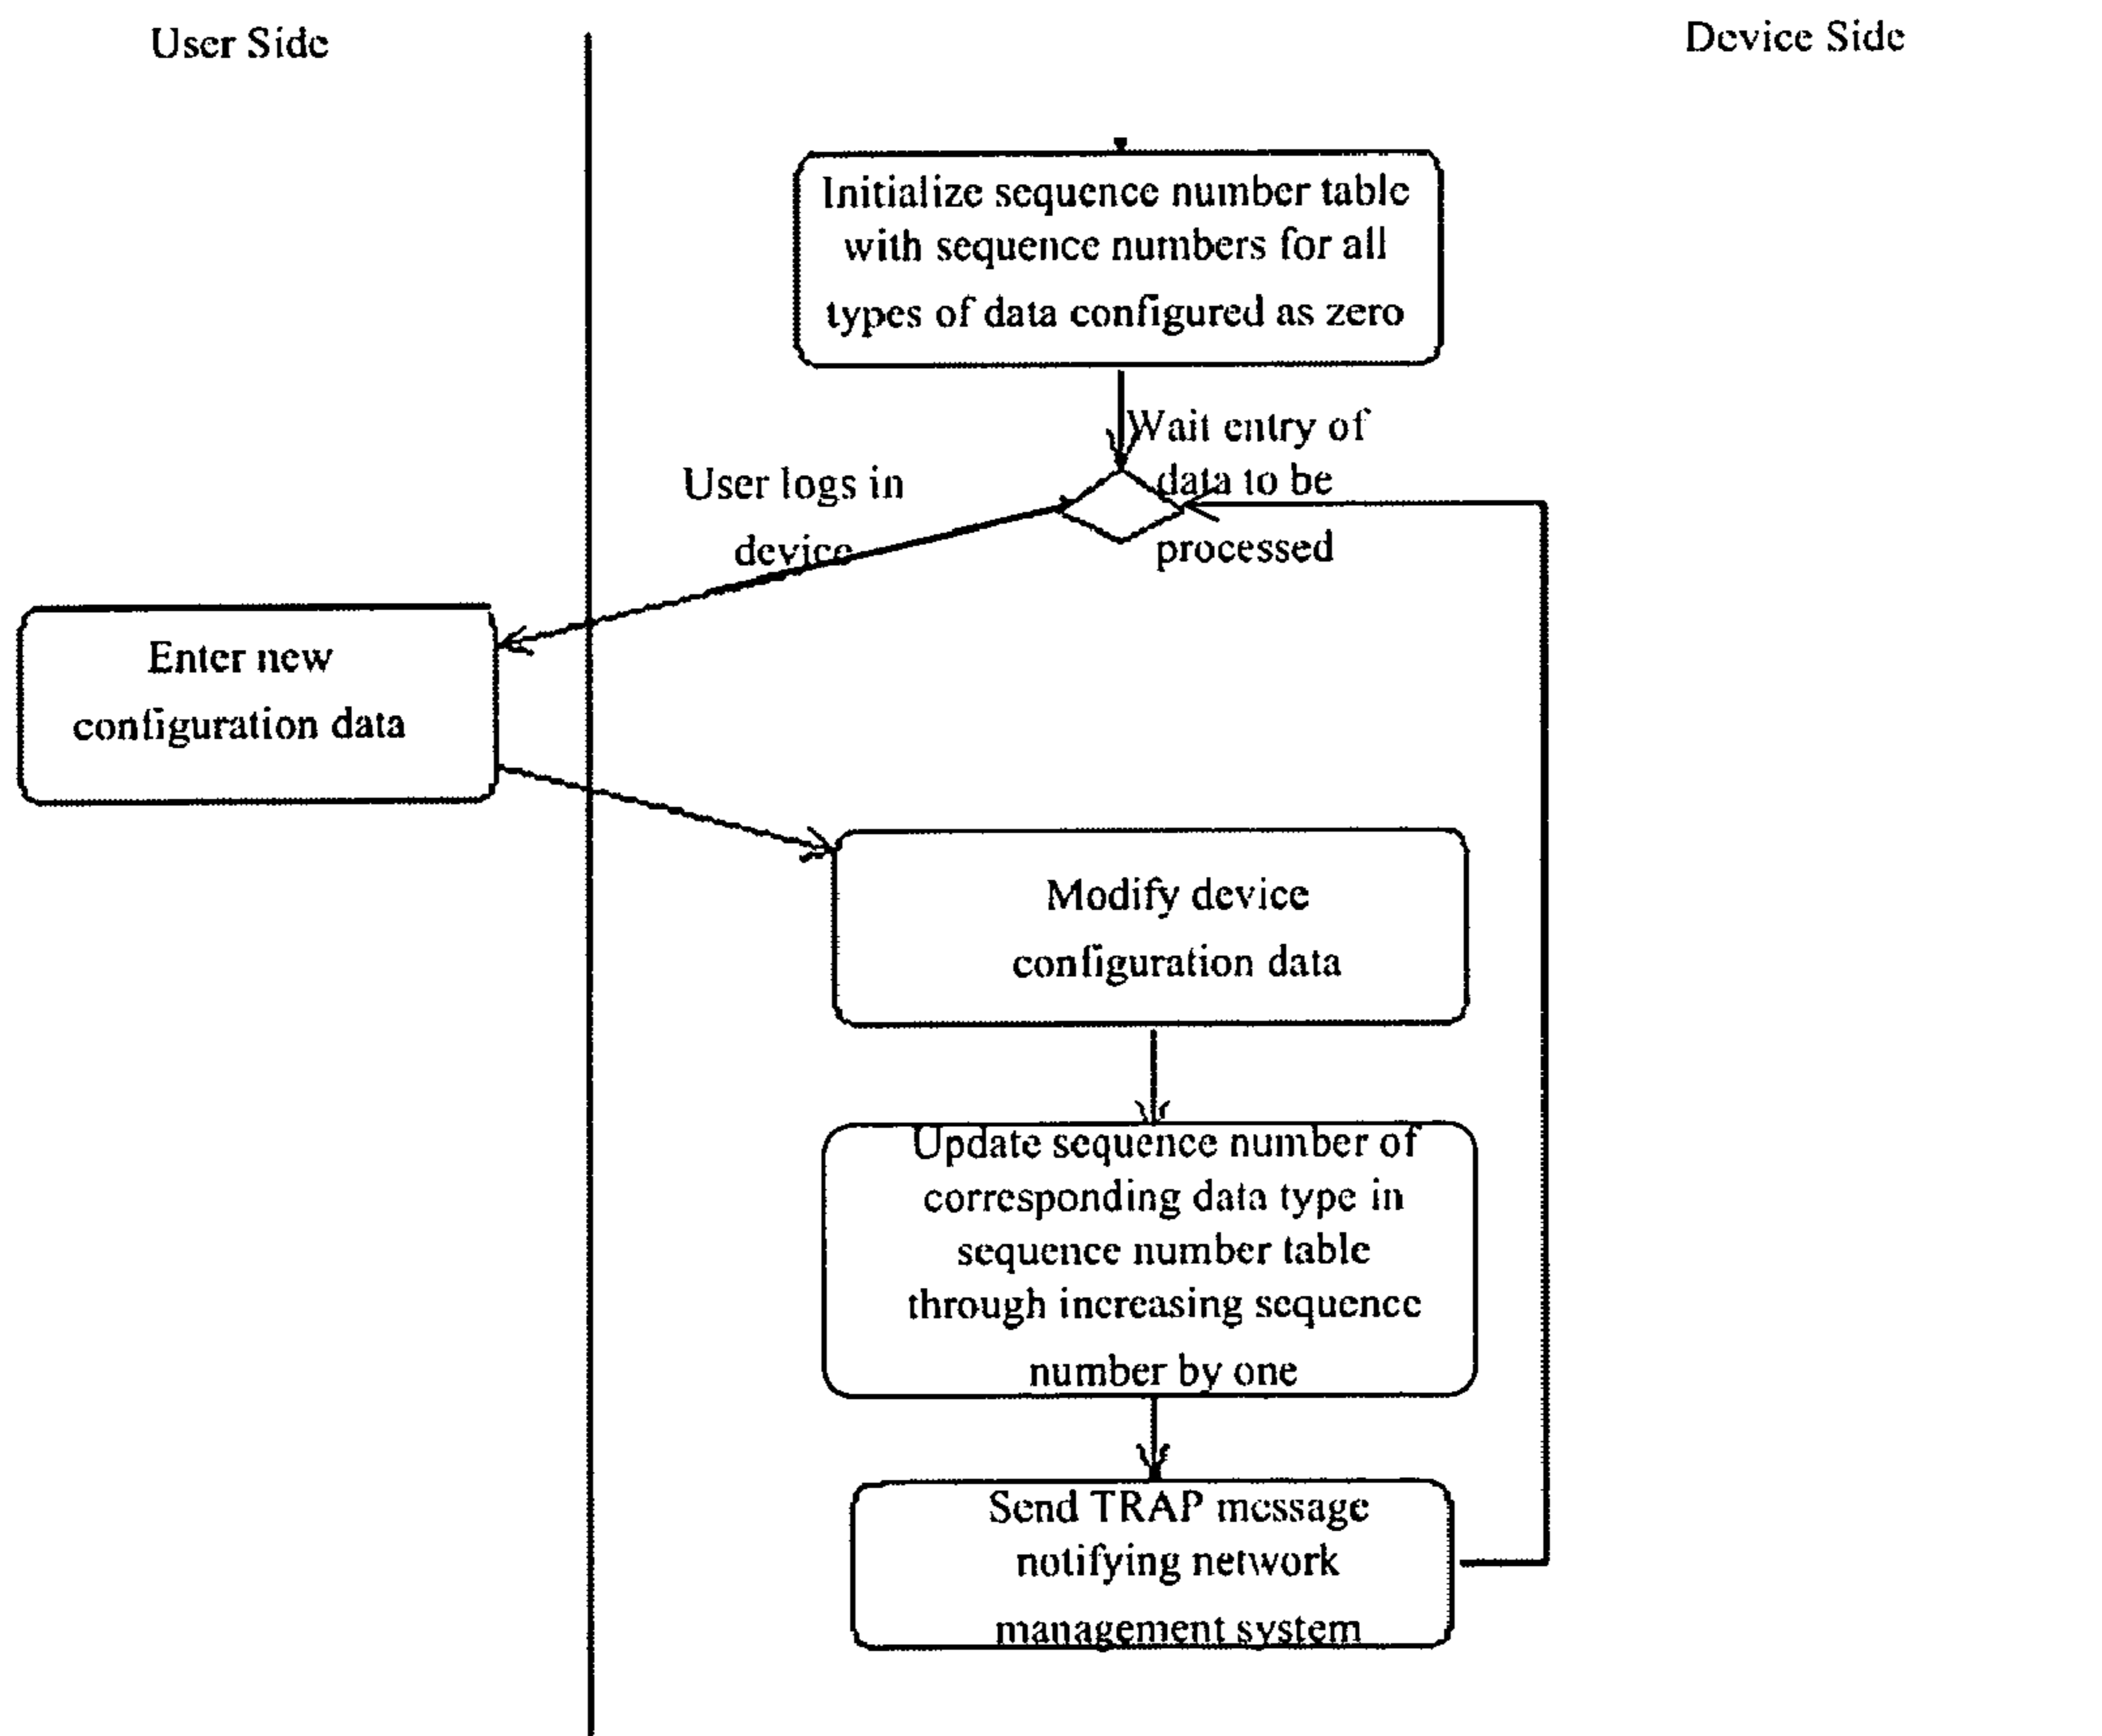 User Side
Device Side
Initialize sequence number table
with sequence numbers for all
types of data configured as zero
Wait entry of
data to be
processed
User logs in
device
Enter new
configuration data
Modify device
configuration data
Update sequence number of
corresponding data type in
sequence number table
through increasing sequence
number by one
Send TRAP message
notifying network
management system